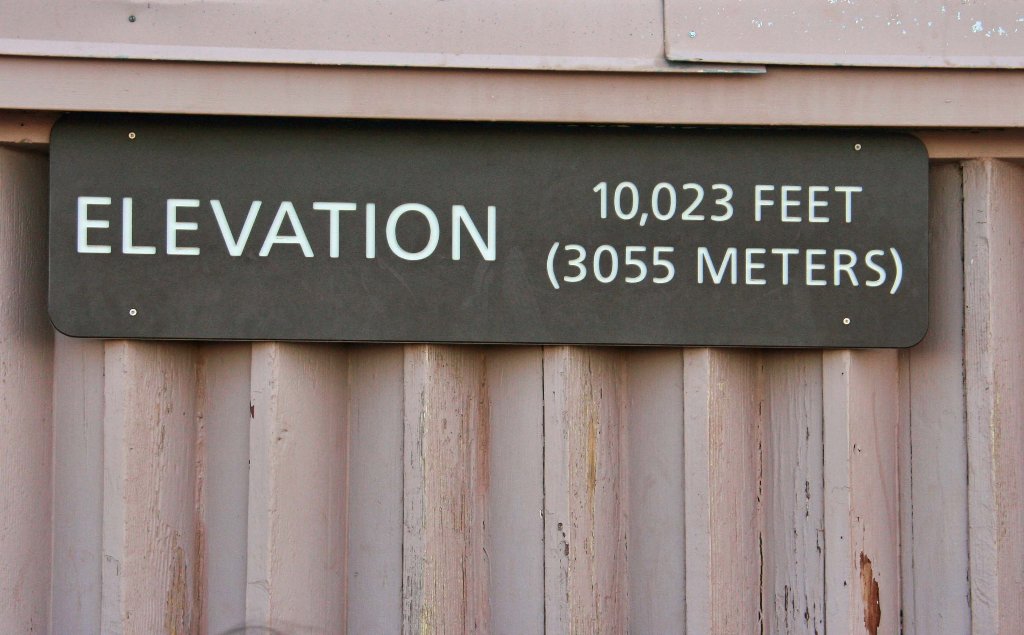 ELEVATION
10,023 FEET
(3055 METERS)